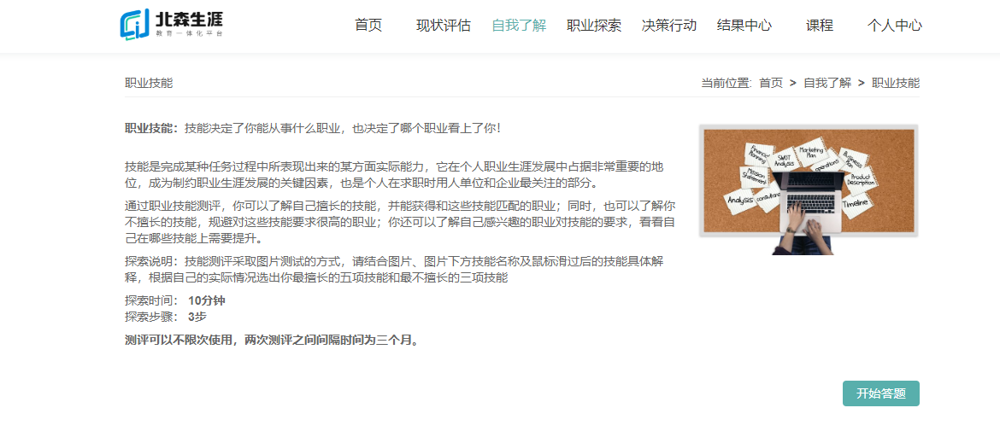 北森生涯
教育一体化平台
首页 现状评估 自我了解 职业探索 决策行动 结果中心 课程 个人中心
职业技能
当前位置: 首页 > 自我了解 > 职业技能
职业技能：技能决定了你能从事什么职业，也决定了哪个职业看上了你！
技能是完成某种任务过程中所表现出来的某方面实际能力，它在个人职业生涯发展中占据非常重要的地
位，成为制约职业生涯发展的关键因素，也是个人在求职时用人单位和企业最关注的部分。
通过职业技能测评，你可以了解自己擅长的技能，并能获得和这些技能匹配的职业；同时，也可以了解你
不擅长的技能，规避对这些技能要求很高的职业；你还可以了解自己感兴趣的职业对技能的要求，看看自
己在哪些技能上需要提升。
探索说明：技能测评采取图片测试的方式，请结合图片、图片下方技能名称及鼠标滑过后的技能具体解
释，根据自己的实际情况选出你最擅长的五项技能和最不擅长的三项技能
探索时间： 10分钟
探索步骤： 3步
测评可以不限次使用，两次测评之间间隔时间为三个月。
Financial
Planning
SWOT
Analysis
Marketing
Plan
operations
Business
Plan
Mission
Statement
Product
Description
Analysis
consultant
Timeline
开始答题